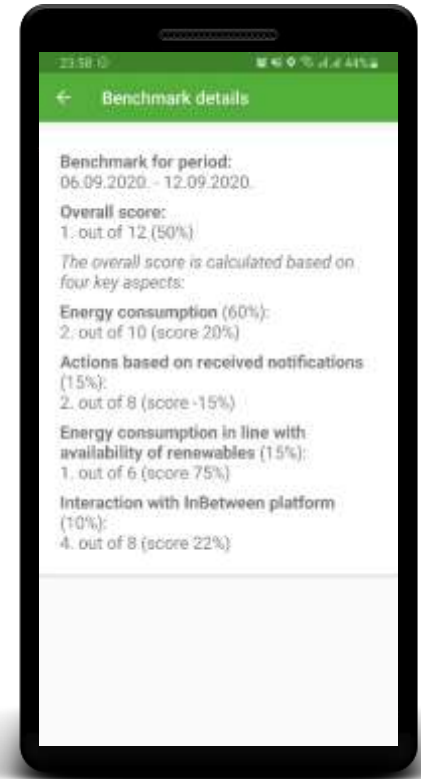 23:58
44%
Benchmark details
Benchmark for period:
06.09.2020. - 12.09.2020.
Overall score:
1. out of 12 (50%)
The overall score is calculated based on
four key aspects:
Energy consumption (60%):
2. out of 10 (score 20%)
Actions based on received notifications
(15%):
2. out of 8 (score -15%)
Energy consumption in line with
availability of renewables (15%):
1. out of 6 (score 75%)
Interaction with InBetween platform
(10%):
4. out of 8 (score 22%)